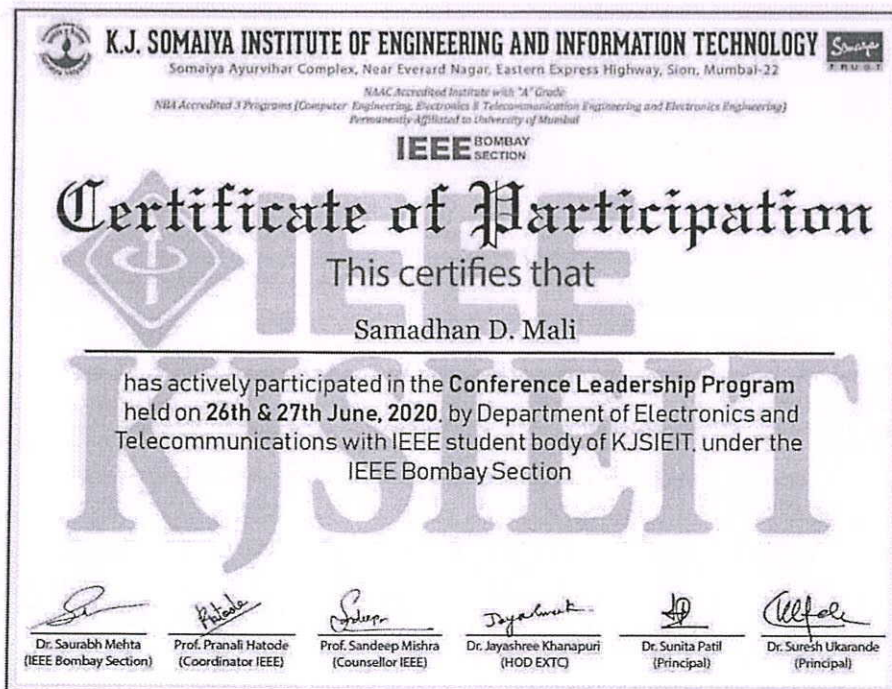 K.J. SOMAIYA INSTITUTE OF ENGINEERING AND INFORMATION TECHNOLOGY
Somaiya TRUST
Somaiya Ayurvihar Complex, Near Everard Nagar, Eastern Express Highway, Sion, Mumbai-22
NAAC Accredited Institute with "A" Grade
NBA Accredited 3 Programs (Computer Engineering, Electronics & Telecommunication Engineering and Electronics Engineering)
Permanently Affiliated to University of Mumbai
IEEE BOMBAY SECTION
Certificate of Participation
IEEE
This certifies that
Samadhan D. Mali
KJSIEIT
has actively participated in the Conference Leadership Program
held on 26th & 27th June, 2020, by Department of Electronics and
Telecommunications with IEEE student body of KJSIEIT, under the
IEEE Bombay Section
Dr. Saurabh Mehta
(IEEE Bombay Section)
Prof. Pranali Hatode
(Coordinator IEEE)
Prof. Sandeep Mishra
(Counsellor IEEE)
Dr. Jayashree Khanapuri
(HOD EXTC)
Dr. Sunita Patil
(Principal)
Dr. Suresh Ukarande
(Principal)